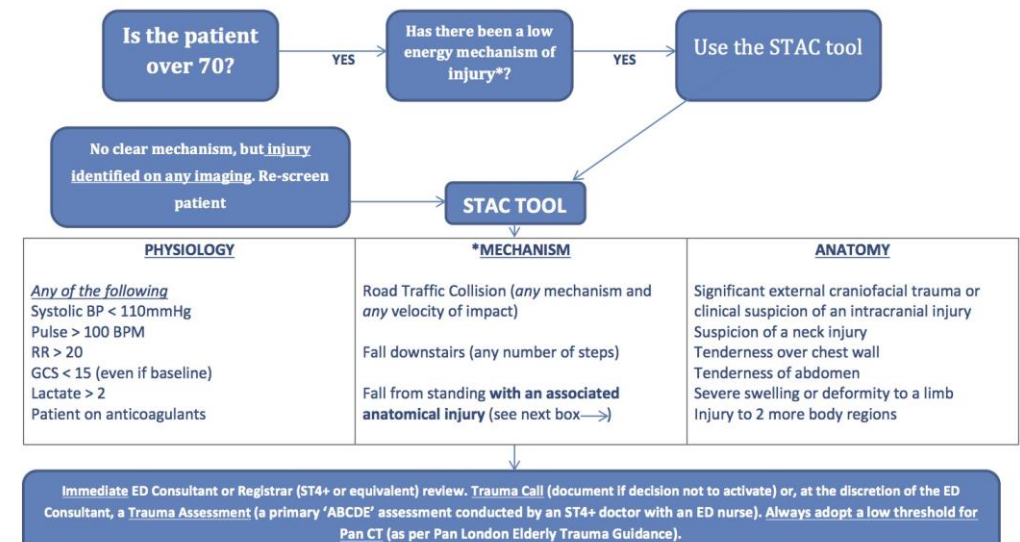 Is the patient
over 70?
YES
Has there been a low
energy mechanism of
injury*?
YES
Use the STAC tool
No clear mechanism, but injury
identified on any imaging. Re-screen
patient
STAC TOOL
PHYSIOLOGY
Any of the following
Systolic BP < 110mmHg
Pulse > 100 BPM
RR > 20
GCS < 15 (even if baseline)
Lactate > 2
Patient on anticoagulants
*MECHANISM
Road Traffic Collision (any mechanism and
any velocity of impact)
Fall downstairs (any number of steps)
Fall from standing with an associated
anatomical injury (see next box→)
ANATOMY
Significant external craniofacial trauma or
clinical suspicion of an intracranial injury
Suspicion of a neck injury
Tenderness over chest wall
Tenderness of abdomen
Severe swelling or deformity to a limb
Injury to 2 more body regions
Immediate ED Consultant or Registrar (ST4+ or equivalent) review. Trauma Call (document if decision not to activate) or, at the discretion of the ED
Consultant, a Trauma Assessment (a primary ‘ABCDE’ assessment conducted by an ST4+ doctor with an ED nurse). Always adopt a low threshold for
Pan CT (as per Pan London Elderly Trauma Guidance).